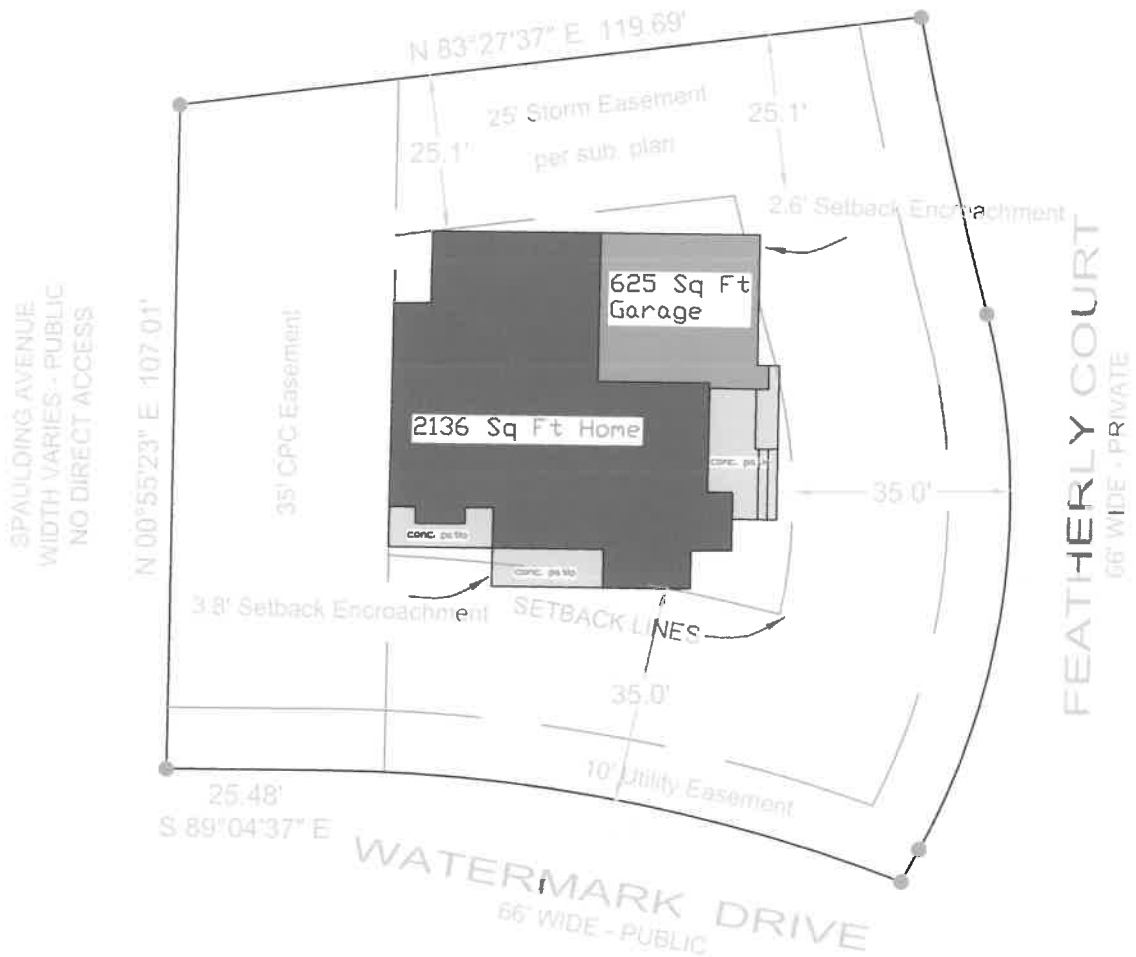 N 83°27'37" E 119.69'
25' Storm Easement
per sub. plan
25.1'
25.1'
2.6' Setback Encroachment
625 Sq Ft
Garage
2136 Sq Ft Home
35' CPC Easement
SPAULDING AVENUE
WIDTH VARIES - PUBLIC
NO DIRECT ACCESS
N 00°55'23" E 107.01'
conc. patio
conc. patio
conc. patio
35.0'
FEATHERLY COURT
66' WIDE - PRIVATE
3.8' Setback Encroachment
SETBACK LINES
35.0'
10' Utility Easement
25.48'
S 89°04'37" E
WATERMARK DRIVE
66' WIDE - PUBLIC